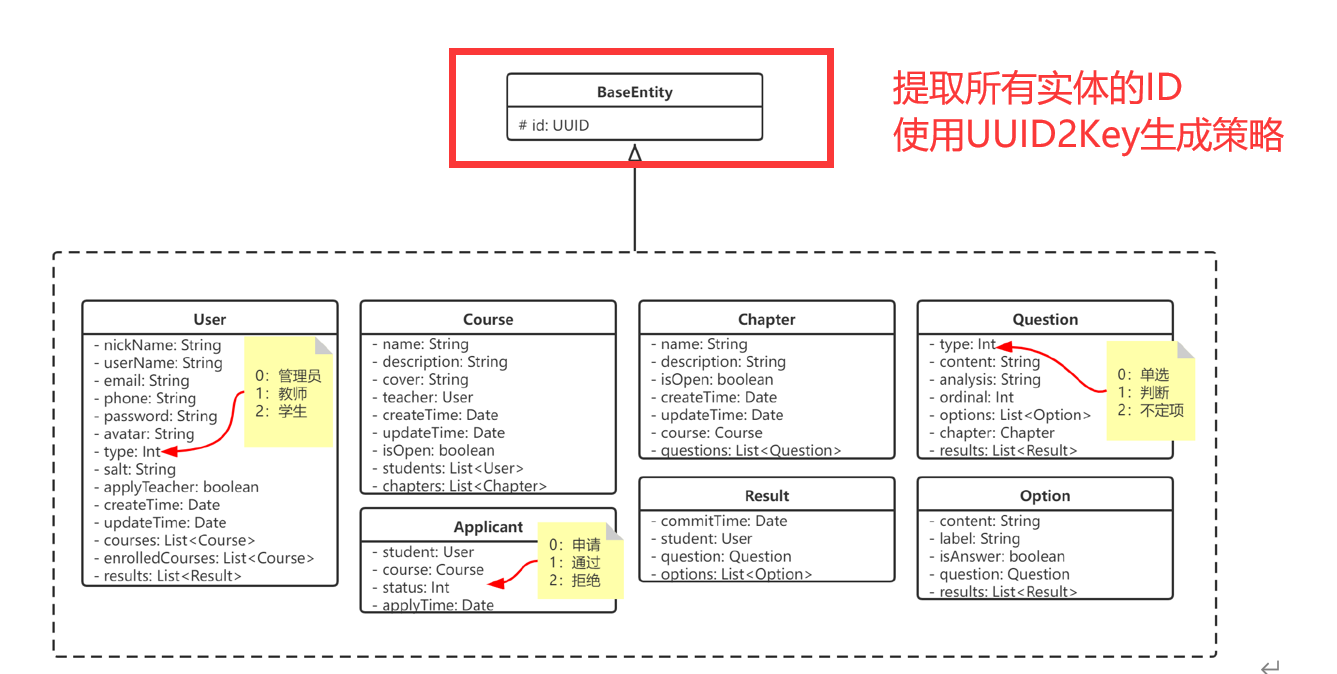 BaseEntity
# id: UUID
提取所有实体的ID
使用UUID2Key生成策略
User
- nickName: String
- userName: String
- email: String
- phone: String
- password: String
- avatar: String
- type: Int
- salt: String
- applyTeacher: boolean
- createTime: Date
- updateTime: Date
- courses: List<Course>
- enrolledCourses: List<Course>
- results: List<Result>
0：管理员
1：教师
2：学生
Course
- name: String
- description: String
- cover: String
- teacher: User
- createTime: Date
- updateTime: Date
- isOpen: boolean
- students: List<User>
- chapters: List<Chapter>
Applicant
- student: User
- course: Course
- status: Int
- applyTime: Date
0：申请
1：通过
2：拒绝
Chapter
- name: String
- description: String
- isOpen: boolean
- createTime: Date
- updateTime: Date
- course: Course
- questions: List<Question>
Result
- commitTime: Date
- student: User
- question: Question
- options: List<Option>
Question
- type: Int
- content: String
- analysis: String
- ordinal: Int
- options: List<Option>
- chapter: Chapter
- results: List<Result>
0：单选
1：判断
2：不定项
Option
- content: String
- label: String
- isAnswer: boolean
- question: Question
- results: List<Result>